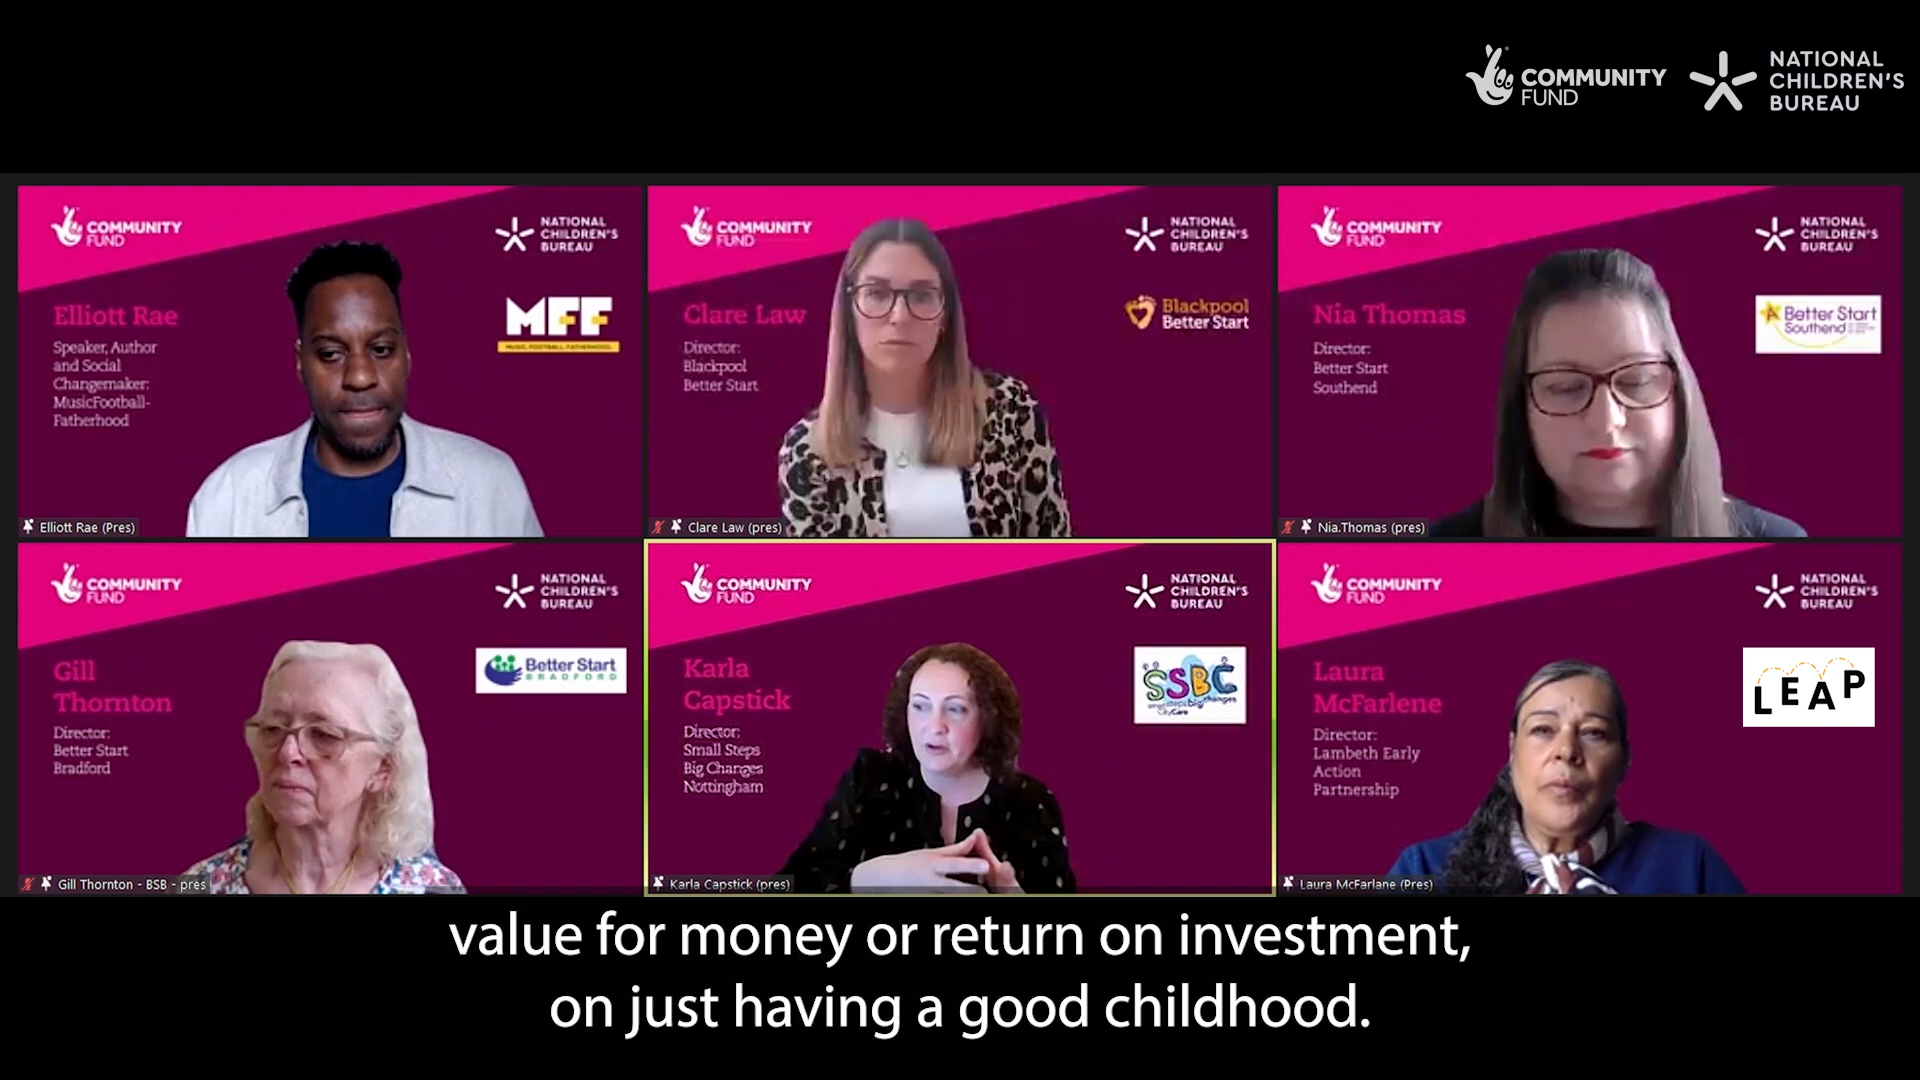 COMMUNITY
FUND
NATIONAL
CHILDREN'S
BUREAU
COMMUNITY
FUND
NATIONAL
CHILDREN'S
BUREAU
Elliott Rae
Speaker, Author
and Social
Changemaker:
MusicFootball-
Fatherhood
MFF
MUSIC. FOOTBALL. FATHERHOOD.
Elliott Rae (Pres)
COMMUNITY
FUND
NATIONAL
CHILDREN'S
BUREAU
Clare Law
Director:
Blackpool
Better Start
Blackpool
Better Start
Clare Law (pres)
COMMUNITY
FUND
NATIONAL
CHILDREN'S
BUREAU
Nia Thomas
Director:
Better Start
Southend
A Better Start
Southend
Nia.Thomas (pres)
COMMUNITY
FUND
NATIONAL
CHILDREN'S
BUREAU
Gill
Thornton
Director:
Better Start
Bradford
Better Start
BRADFORD
Gill Thornton - BSB - pres
COMMUNITY
FUND
NATIONAL
CHILDREN'S
BUREAU
Karla
Capstick
Director:
Small Steps
Big Changes
Nottingham
SSBC
CityCare
Karla Capstick (pres)
COMMUNITY
FUND
NATIONAL
CHILDREN'S
BUREAU
Laura
McFarlene
Director:
Lambeth Early
Action
Partnership
LEAP
Laura McFarlane (Pres)
value for money or return on investment,
on just having a good childhood.